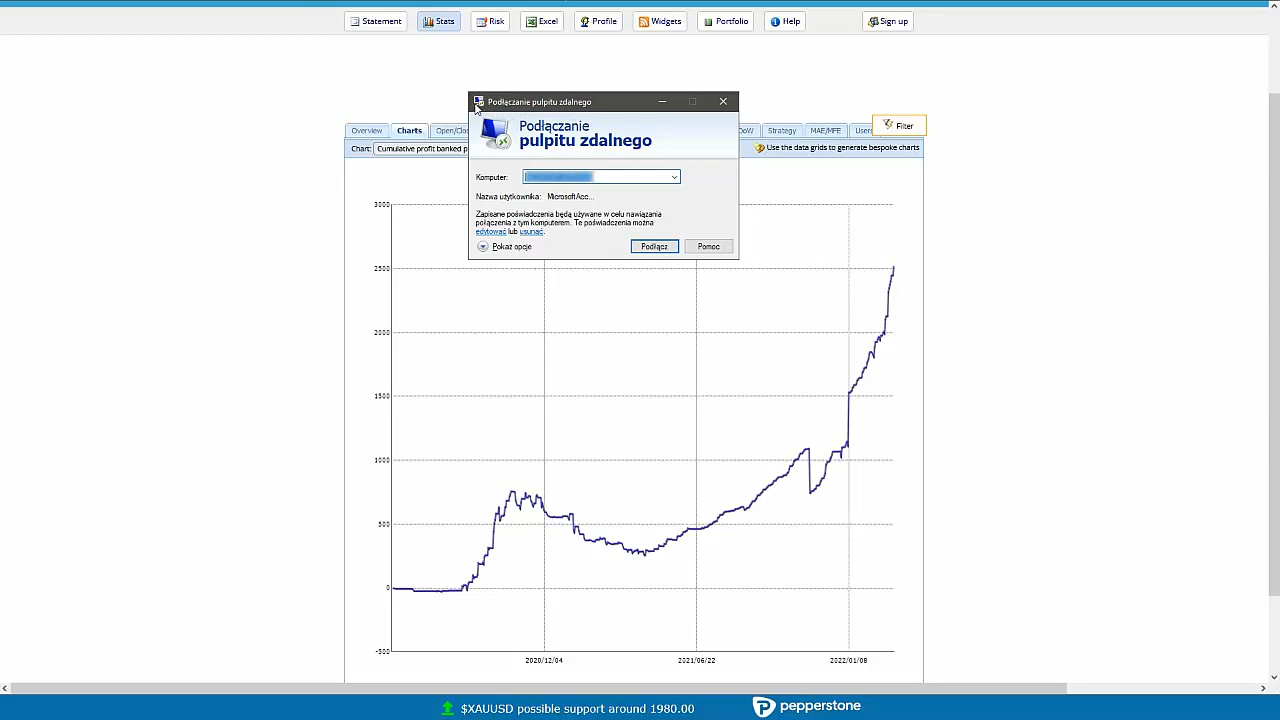 Statement Stats Risk Excel Profile Widgets Portfolio Help Sign up
Podłączanie pulpitu zdalnego
Podłączanie
pulpitu zdalnego
Komputer:
Nazwa użytkownika: MicrosoftAcc...
Zapisane poświadczenia będą używane w celu nawiązania
połączenia z tym komputerem. Te poświadczenia można
edytować lub usunąć.
Pokaż opcje Podłącz Pomoc
Overview Charts Strategy MAE/MFE Filter
Chart: Cumulative profit banked Use the data grids to generate bespoke charts
3000
2500
2000
1500
1000
500
0
-500
2020/12/04 2021/06/22 2022/01/08
$XAUUSD possible support around 1980.00 pepperstone